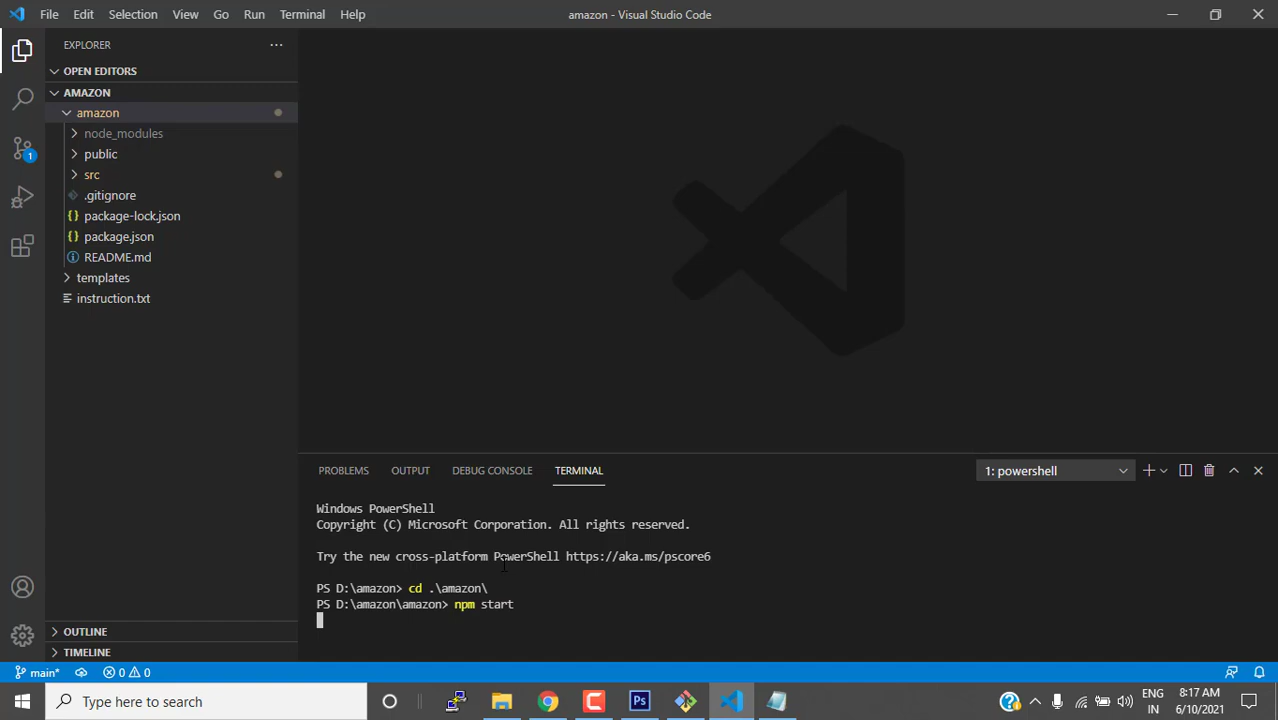 File Edit Selection View Go Run Terminal Help
amazon - Visual Studio Code
EXPLORER
OPEN EDITORS
AMAZON
amazon
node_modules
public
src
.gitignore
package-lock.json
package.json
README.md
templates
instruction.txt
OUTLINE
TIMELINE
1
PROBLEMS OUTPUT DEBUG CONSOLE TERMINAL
1: powershell
Windows PowerShell
Copyright (C) Microsoft Corporation. All rights reserved.
Try the new cross-platform PowerShell https://aka.ms/pscore6
PS D:\amazon> cd .\amazon\
PS D:\amazon\amazon> npm start
main* 0 0
Type here to search
Ps
ENG
IN
8:17 AM
6/10/2021